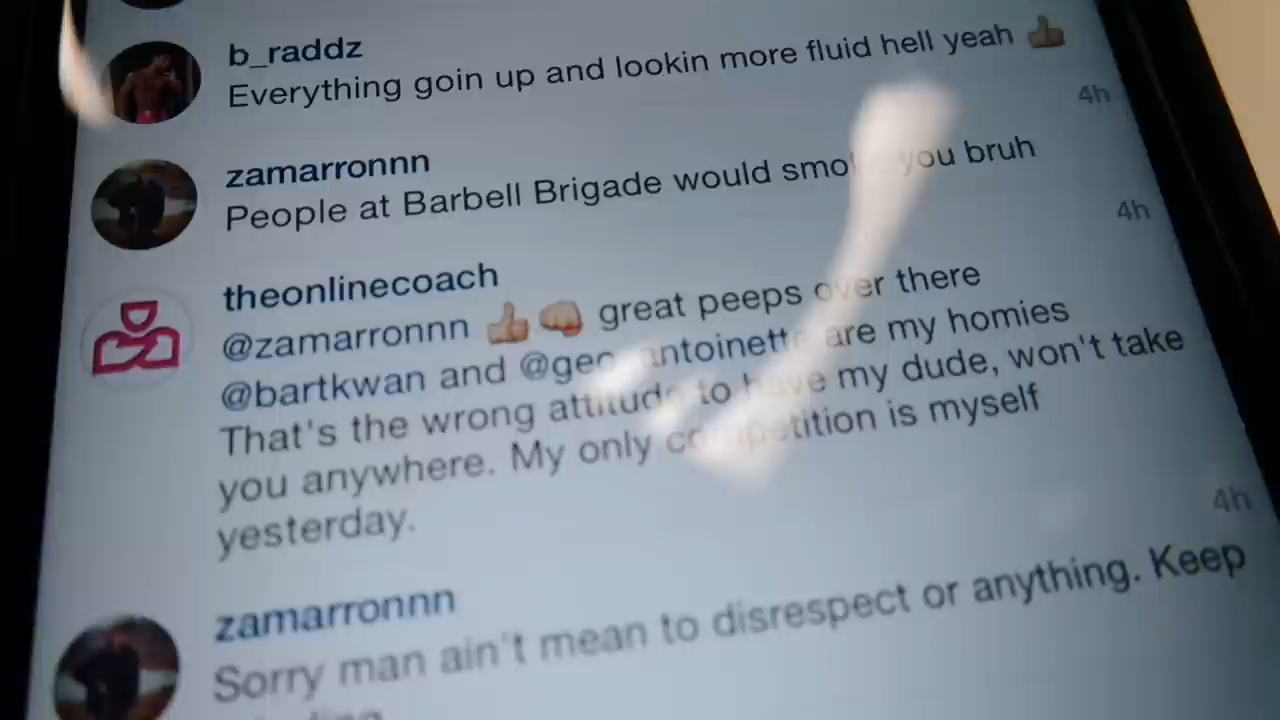 b_raddz
Everything goin up and lookin more fluid hell yeah 👍
4h
zamarronnn
People at Barbell Brigade would you bruh
4h
theonlinecoach
@zamarronnn 👍👊 great peeps over there
@bartkwan and are my homies
That's the wrong attitude to have my dude, won't take
you anywhere. My only competition is myself
yesterday.
4h
zamarronnn
Sorry man ain't mean to disrespect or anything. Keep